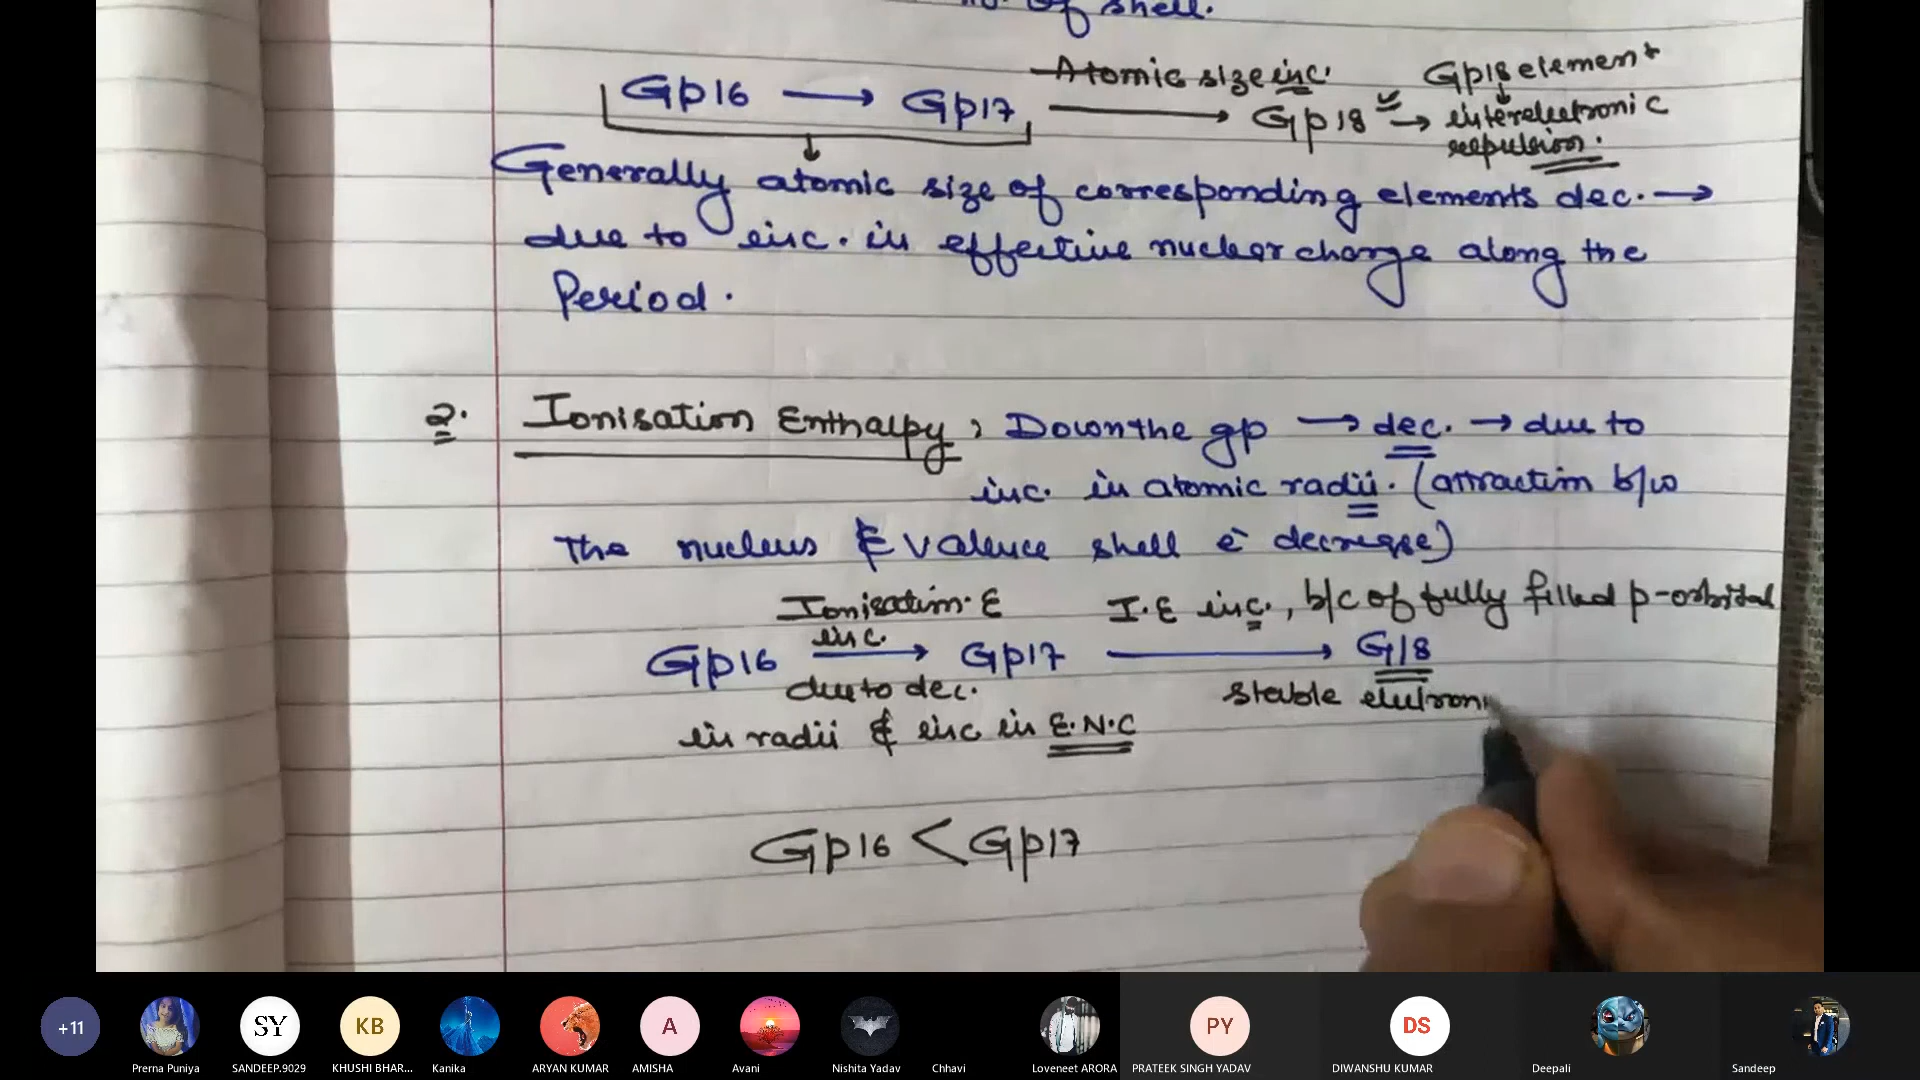 of shell.
Atomic size inc. Gp18 element
Gp16 → Gp17 → Gp18 → interelectronic
repulsion.
Generally atomic size of corresponding elements dec. →
due to inc. in effective nuclear charge along the
Period.
2. Ionisation Enthalpy, Down the gp → dec. → due to
inc. in atomic radii. (attraction b/w
The nucleus & valence shell e⁻ decrease)
Ionisation. E I.E inc., b/c of fully filled p-orbital
inc.
Gp16 → Gp17 → G18
due to dec. stable electroni
in radii & inc in E.N.C
Gp16 < Gp17
+11 SY KB A PY DS
Prerna Puniya SANDEEP.9029 KHUSHI BHAR... Kanika ARYAN KUMAR AMISHA Avani Nishita Yadav Chhavi Loveneet ARORA PRATEEK SINGH YADAV DIWANSHU KUMAR Deepali Sandeep